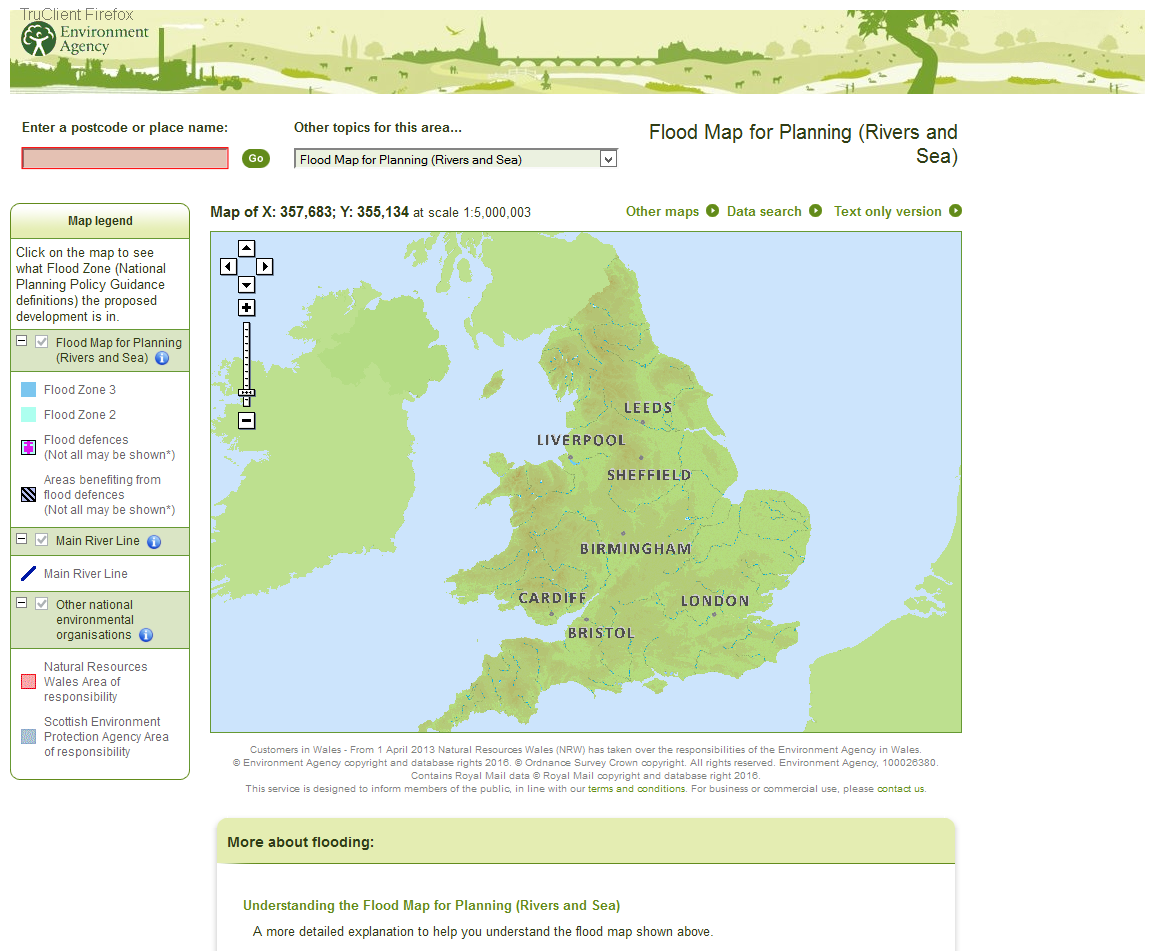 TruClient Firefox
Environment
Agency
Enter a postcode or place name:
Go
Other topics for this area...
Flood Map for Planning (Rivers and Sea)
Flood Map for Planning (Rivers and
Sea)
Map legend
Click on the map to see
what Flood Zone (National
Planning Policy Guidance
definitions) the proposed
development is in.
Flood Map for Planning
(Rivers and Sea)
Flood Zone 3
Flood Zone 2
Flood defences
(Not all may be shown*)
Areas benefiting from
flood defences
(Not all may be shown*)
Main River Line
Main River Line
Other national
environmental
organisations
Natural Resources
Wales Area of
responsibility
Scottish Environment
Protection Agency Area
of responsibility
Map of X: 357,683; Y: 355,134 at scale 1:5,000,003
Other maps
Data search
Text only version
LEEDS
LIVERPOOL
SHEFFIELD
BIRMINGHAM
CARDIFF
LONDON
BRISTOL
Customers in Wales - From 1 April 2013 Natural Resources Wales (NRW) has taken over the responsibilities of the Environment Agency in Wales.
© Environment Agency copyright and database rights 2016. © Ordnance Survey Crown copyright. All rights reserved. Environment Agency, 100026380.
Contains Royal Mail data © Royal Mail copyright and database right 2016.
This service is designed to inform members of the public, in line with our terms and conditions. For business or commercial use, please contact us.
More about flooding:
Understanding the Flood Map for Planning (Rivers and Sea)
A more detailed explanation to help you understand the flood map shown above.